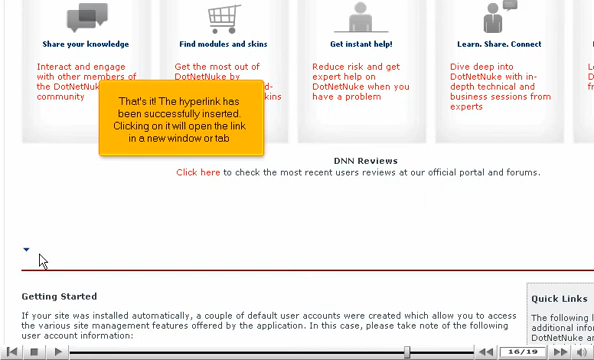 Share your knowledge
Interact and engage
with other members of
the DotNetNuke
community
Find modules and skins
Get the most out of
DotNetNuke by
Get instant help!
Reduce risk and get
expert help on
DotNetNuke when you
have a problem
Learn. Share. Connect
Dive deep into
DotNetNuke with in-
depth technical and
business sessions from
experts
That's it! The hyperlink has
been successfully inserted.
Clicking on it will open the link
in a new window or tab
DNN Reviews
Click here to check the most recent users reviews at our official portal and forums.
Getting Started
If your site was installed automatically, a couple of default user accounts were created which allow you to access
the various site management features offered by the application. In this case, please take note of the following
user account information:
Quick Links
The following l
additional infor
16/19